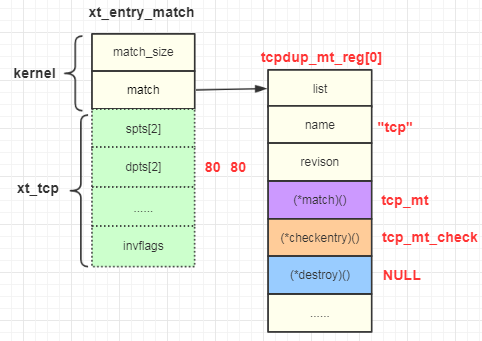 xt_entry_match
kernel
match_size
match
xt_tcp
spts[2]
dpts[2]
80 80
......
invflags
tcpdup_mt_reg[0]
list
name
"tcp"
revison
(*match)()
tcp_mt
(*checkentry)()
tcp_mt_check
(*destroy)()
NULL
......